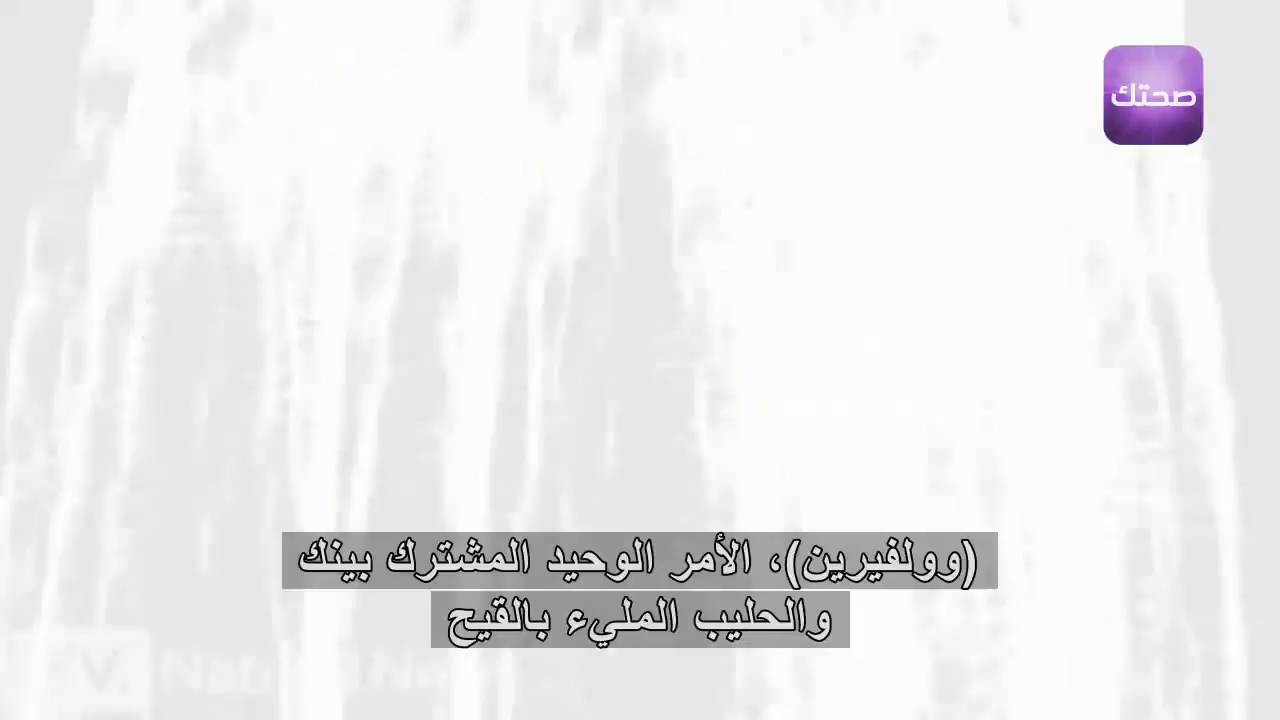 صحتك
(وولفيرين)، الأمر الوحيد المشترك بينك
والحليب المليء بالقيح